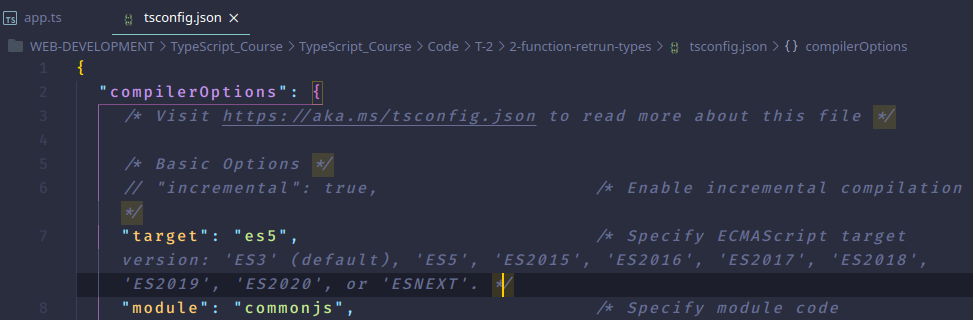 TS app.ts {} tsconfig.json ×
WEB-DEVELOPMENT > TypeScript_Course > TypeScript_Course > Code > T-2 > 2-function-retrun-types > {} tsconfig.json > {} compilerOptions
1 {
2 "compilerOptions": {
3 /* Visit https://aka.ms/tsconfig.json to read more about this file */
4
5 /* Basic Options */
6 // "incremental": true, /* Enable incremental compilation
*/
7 "target": "es5", /* Specify ECMAScript target
version: 'ES3' (default), 'ES5', 'ES2015', 'ES2016', 'ES2017', 'ES2018',
'ES2019', 'ES2020', or 'ESNEXT'. */
8 "module": "commonjs", /* Specify module code